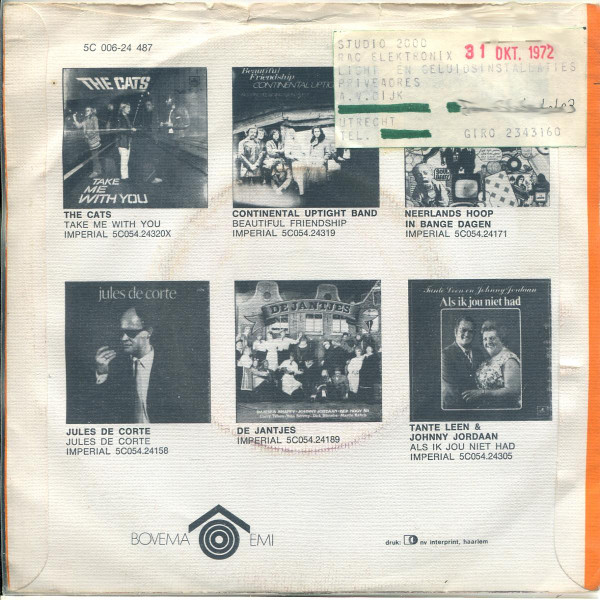 5C 006-24 487
STUDIO 2000
31 OKT. 1972
LICHT EN GELUIDSINSTALLATIES
PRIVEADRES
A.V.DIJK
UTRECHT
TEL.
GIRO 2343160
THE CATS
TAKE
ME
WITH YOU
THE CATS
TAKE ME WITH YOU
IMPERIAL 5C054.24320X
Beautiful
Friendship
CONTINENTAL UPTIG
CONTINENTAL UPTIGHT BAND
BEAUTIFUL FRIENDSHIP
IMPERIAL 5C054.24319
NEERLANDS HOOP
IN BANGE DAGEN
IMPERIAL 5C054.24171
jules de corte
JULES DE CORTE
JULES DE CORTE
IMPERIAL 5C054.24158
DE JANTJES
DE JANTJES
IMPERIAL 5C054.24189
Tante Leen en Johnny Jordaan
Als ik jou niet had
TANTE LEEN &
JOHNNY JORDAAN
ALS IK JOU NIET HAD
IMPERIAL 5C054.24305
BOVEMA EMI
druk: nv interprint, haarlem